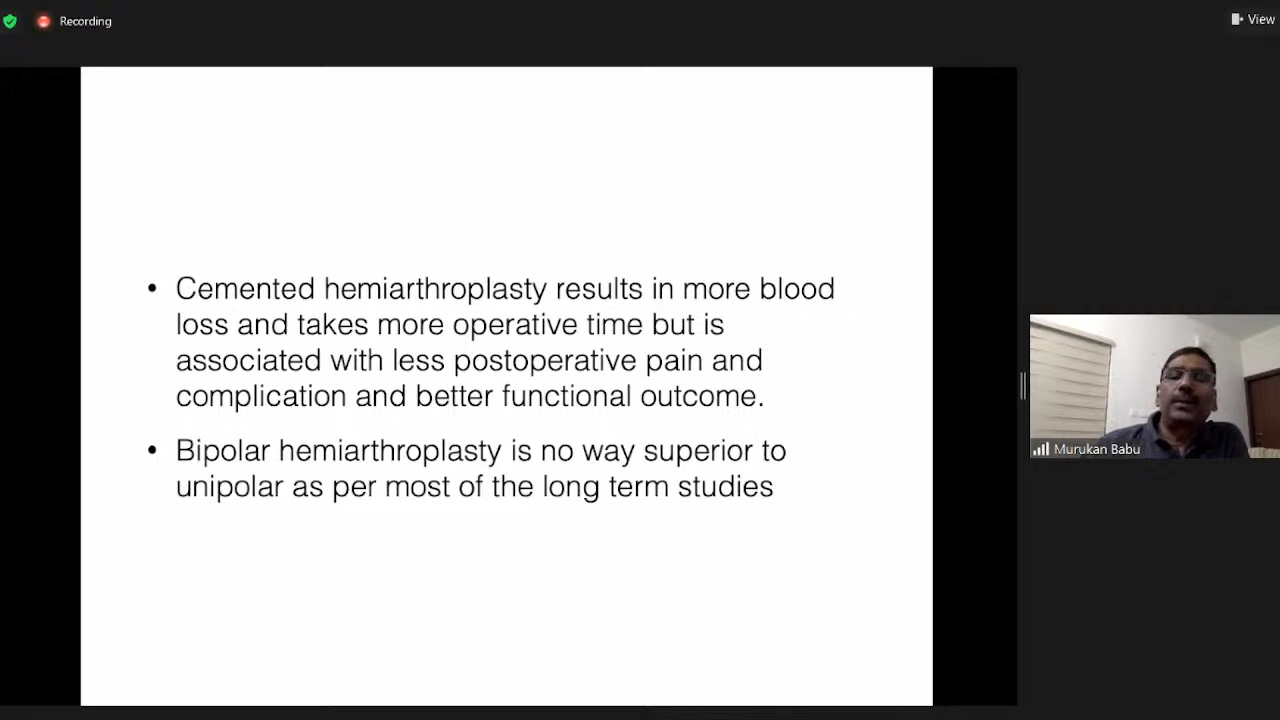 Recording
View
• Cemented hemiarthroplasty results in more blood
loss and takes more operative time but is
associated with less postoperative pain and
complication and better functional outcome.
• Bipolar hemiarthroplasty is no way superior to
unipolar as per most of the long term studies
Murukan Babu